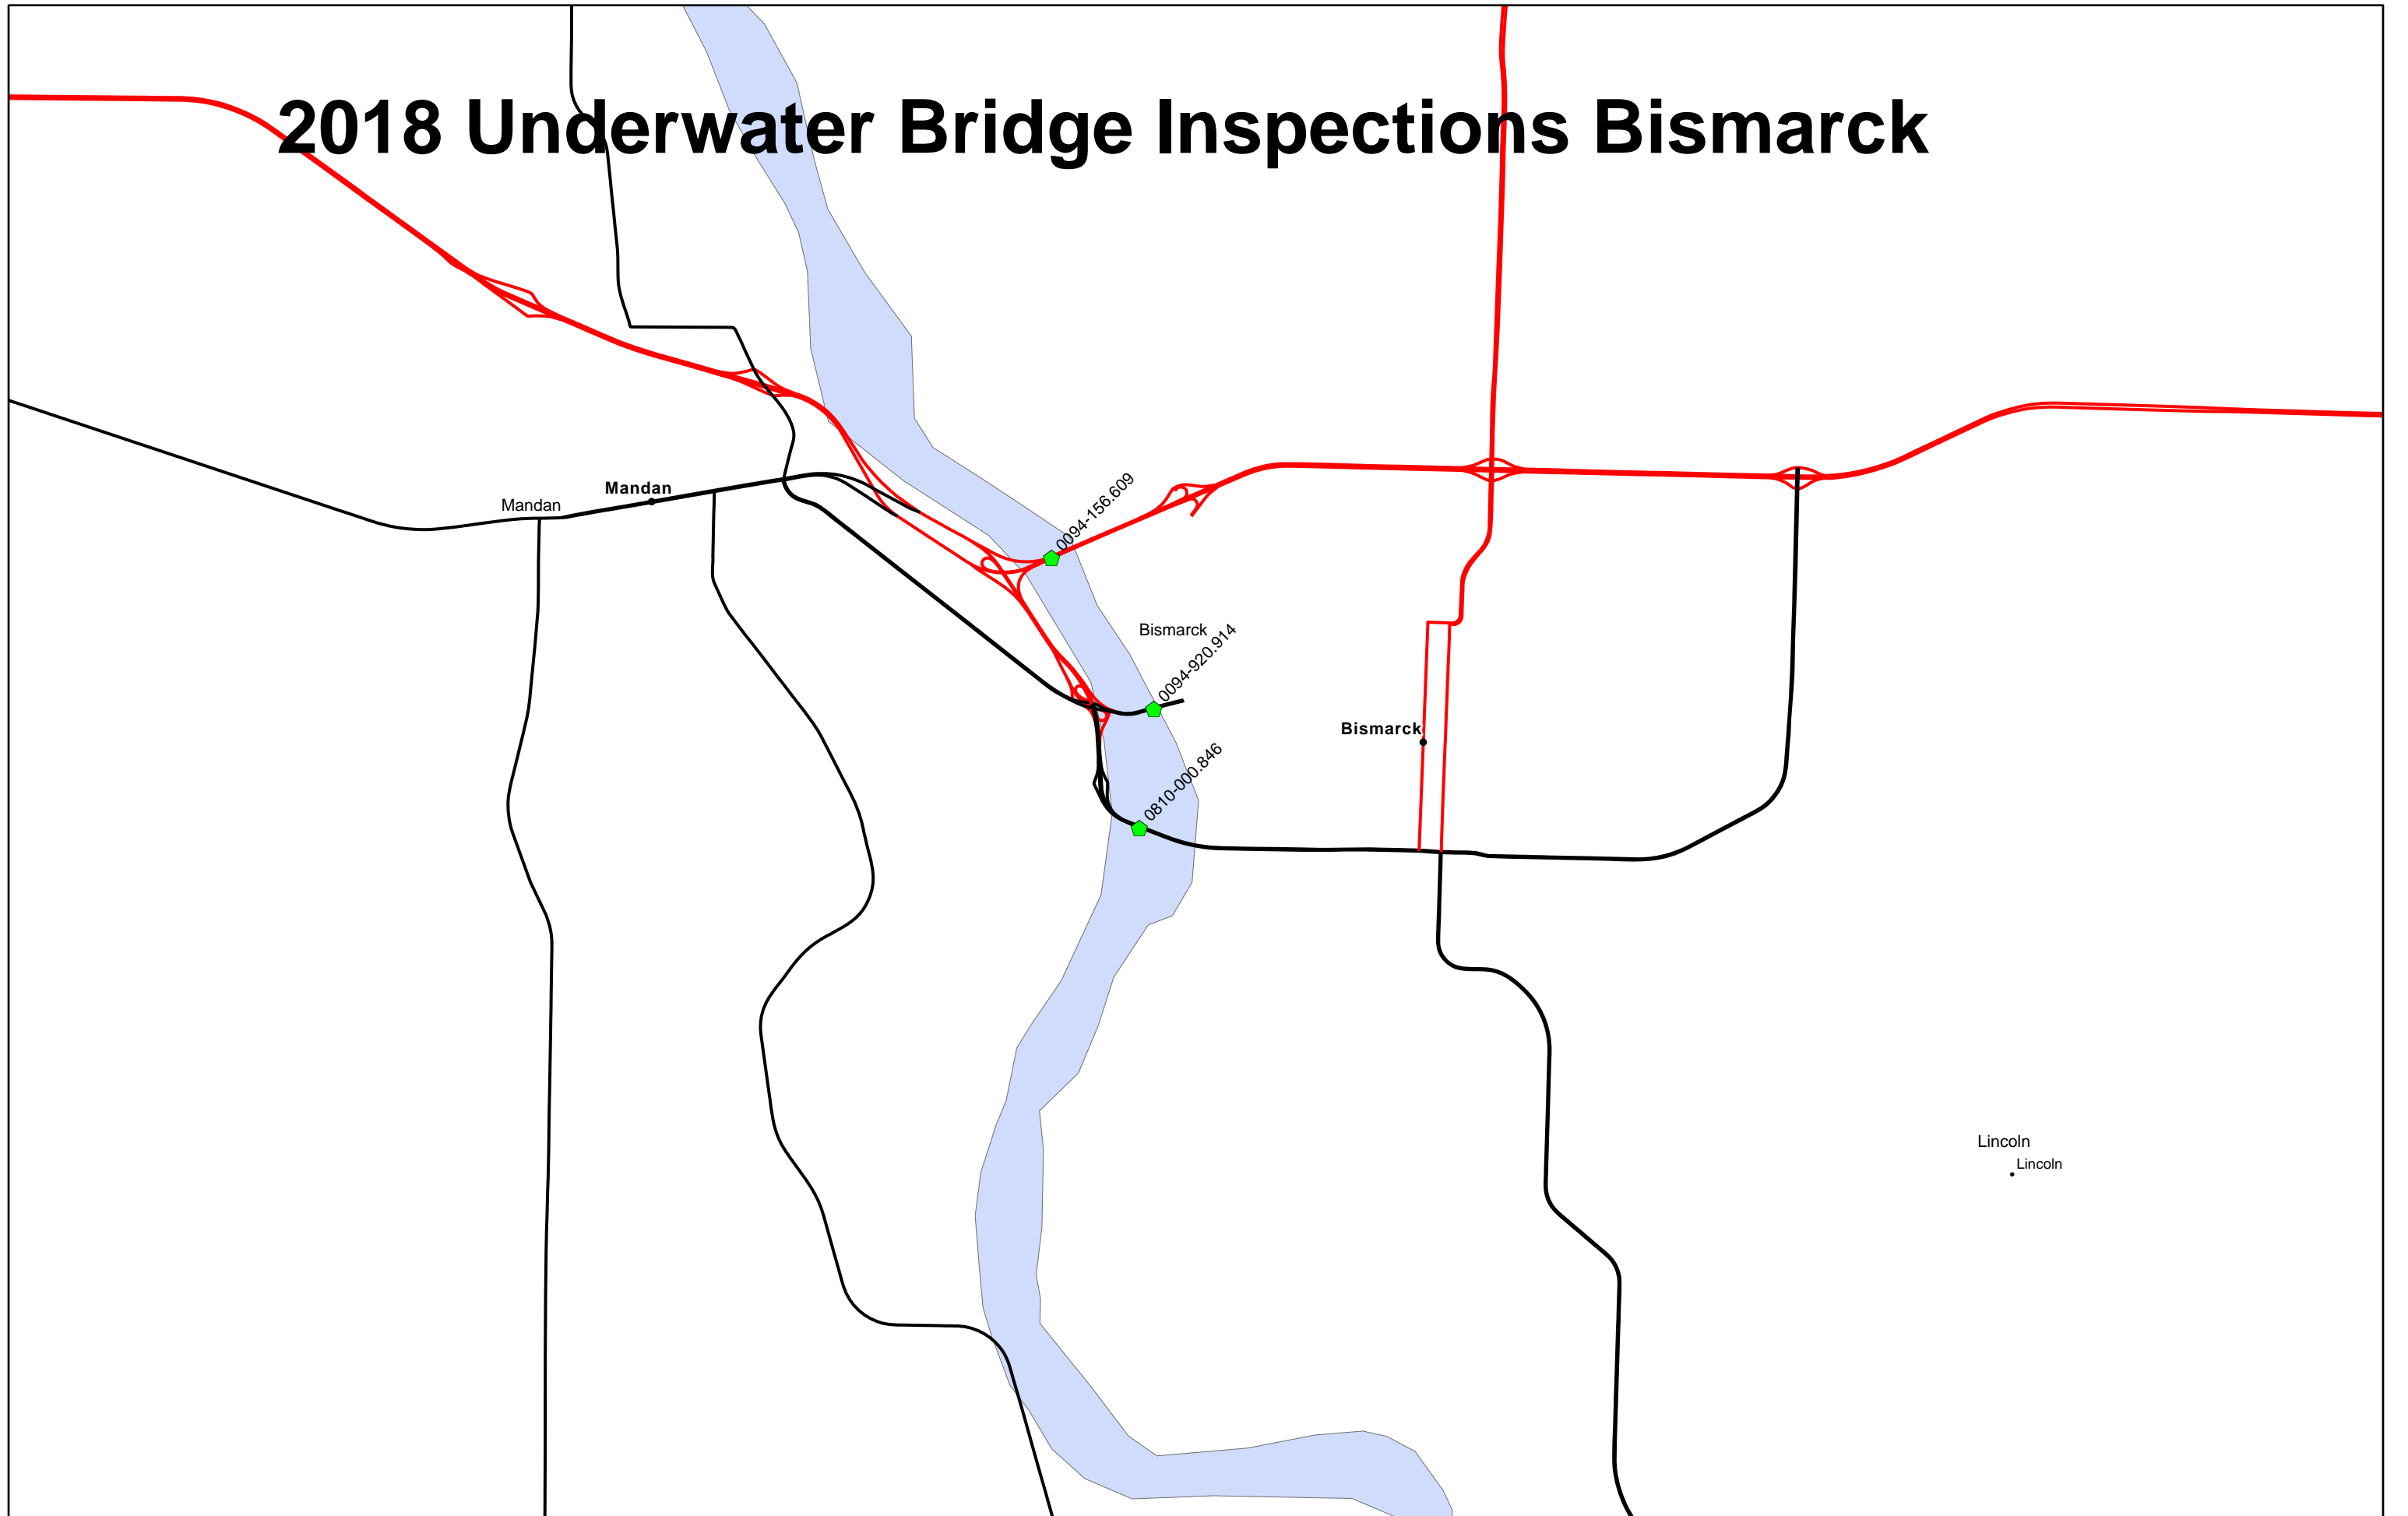 2018 Underwater Bridge Inspections Bismarck
0094-156.609
Mandan
Mandan
Bismarck
0094-920.914
Bismarck
0810-000.846
Lincoln
Lincoln